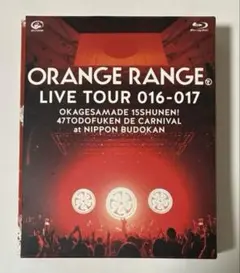 ORANGE RANGE
LIVE TOUR 016-017
OKAGESAMADE 15SHUNEN!
47TODOFUKEN DE CARNIVAL
at NIPPON BUDOKAN